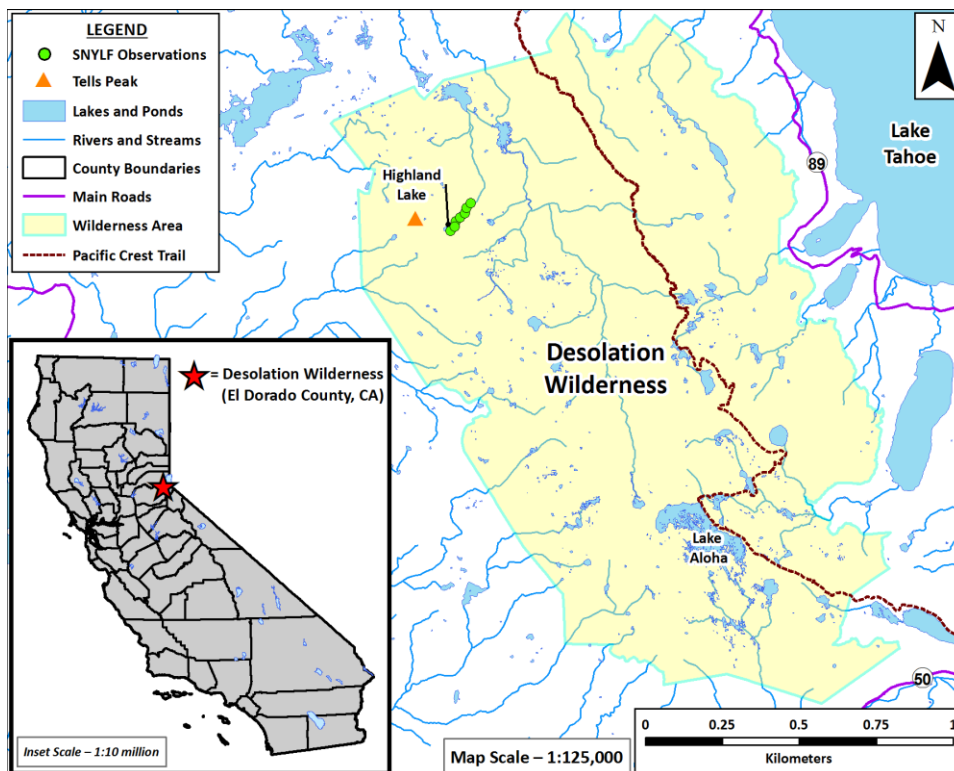 LEGEND
SNYLF Observations
Tells Peak
Lakes and Ponds
Rivers and Streams
County Boundaries
Main Roads
Wilderness Area
Pacific Crest Trail
N
Lake
Tahoe
89
Highland
Lake
Desolation
Wilderness
Lake
Aloha
= Desolation Wilderness
(El Dorado County, CA)
Inset Scale – 1:10 million
50
Map Scale – 1:125,000
0 0.25 0.5 0.75 1
Kilometers